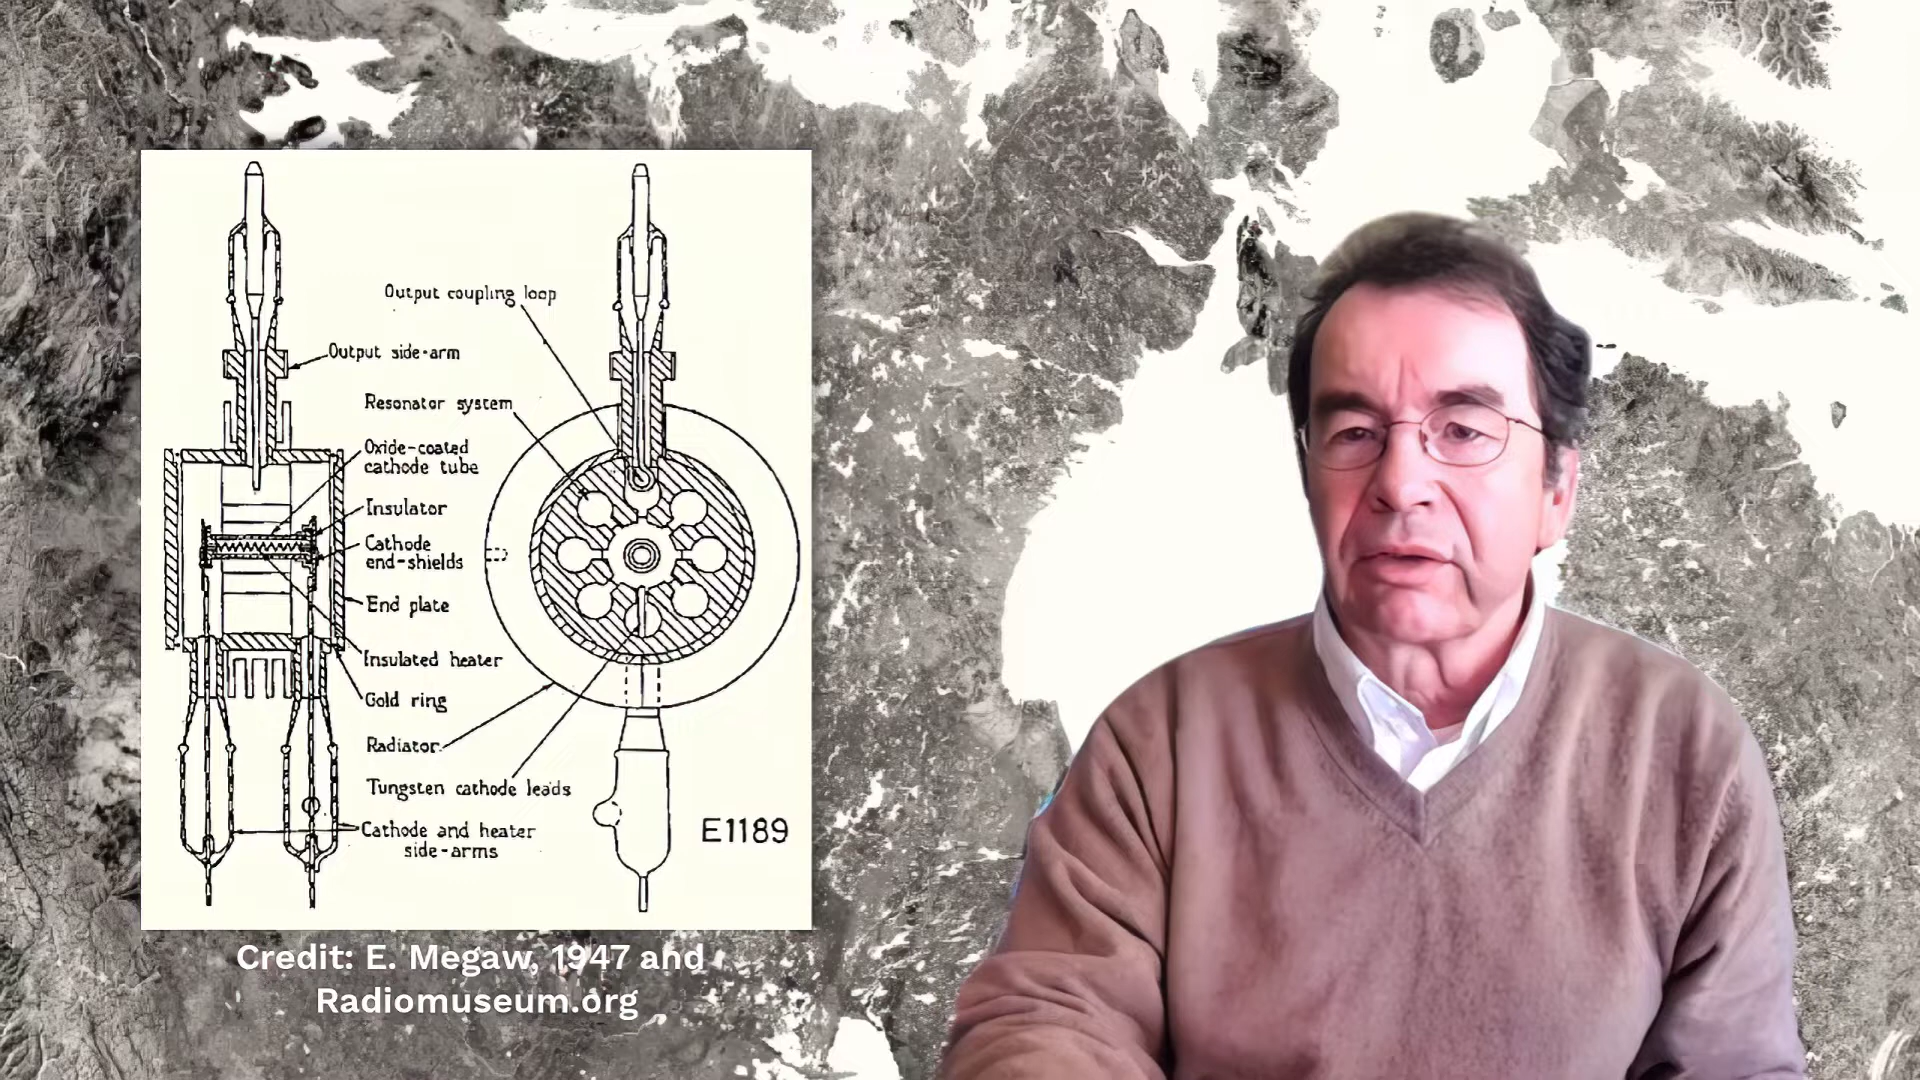 Output coupling loop
Output side-arm
Resonator system
Oxide-coated
cathode tube
Insulator
Cathode
end-shields
End plate
Insulated heater
Gold ring
Radiator
Tungsten cathode leads
Cathode and heater
side-arms
E1189
Credit: E. Megaw, 1947 and
Radiomuseum.org